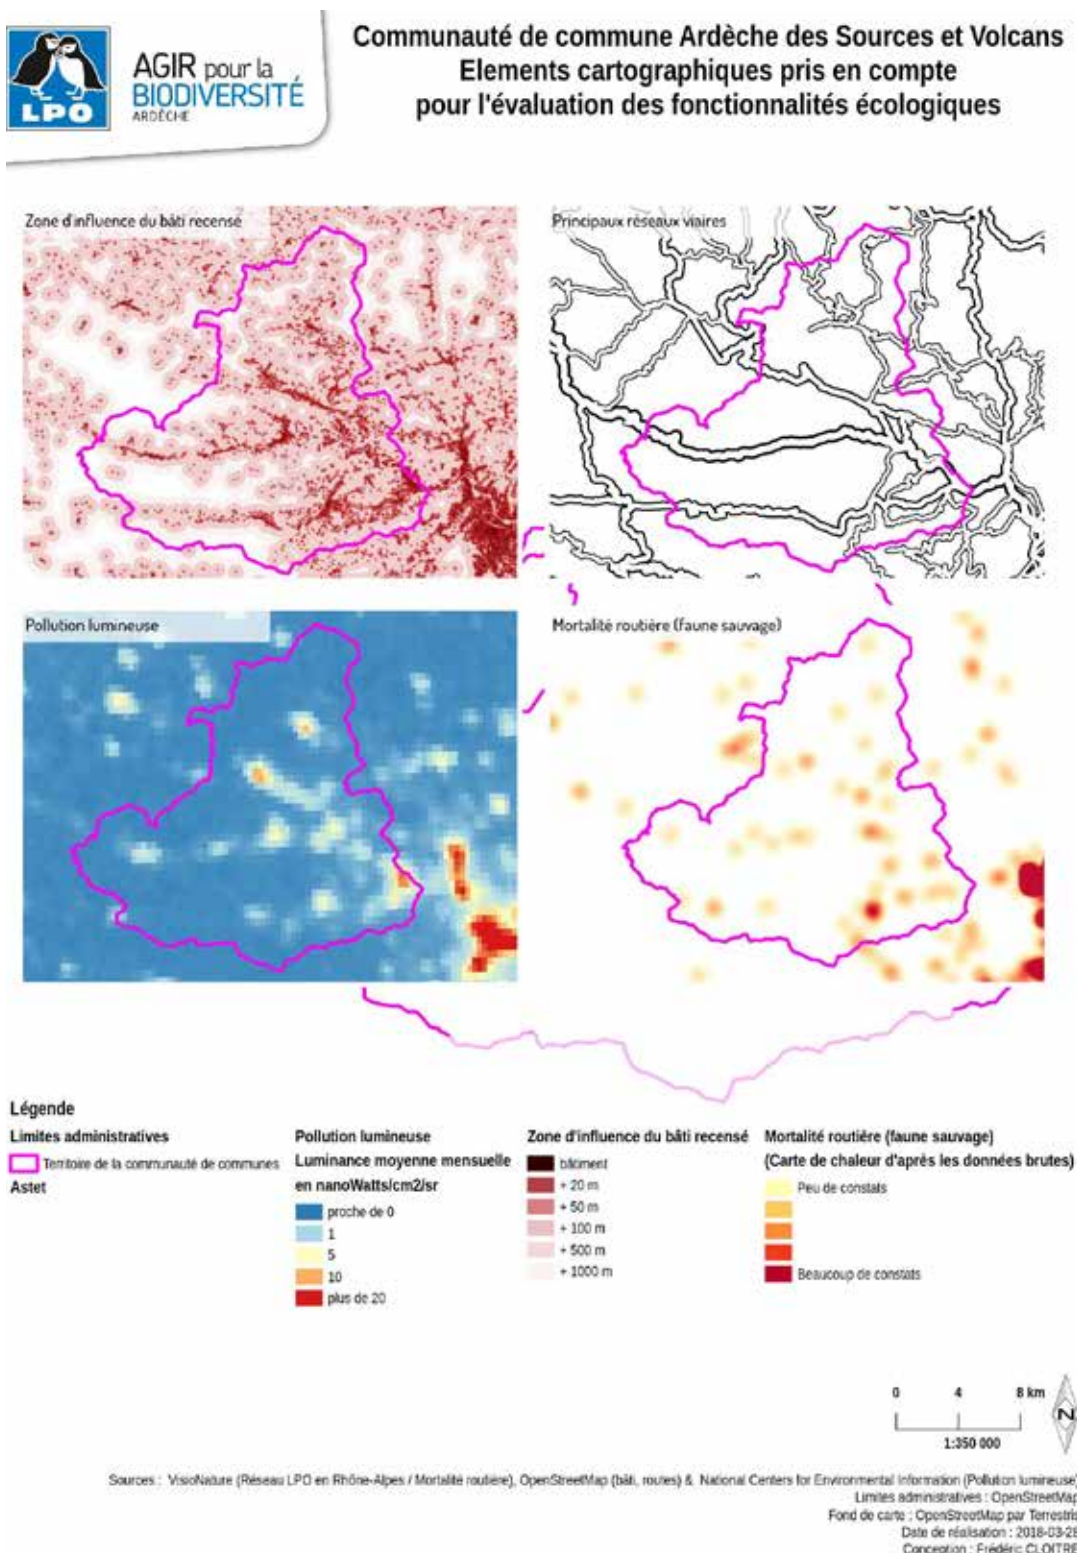 LPO
AGIR pour la
BIODIVERSITÉ
ARDÈCHE
Communauté de commune Ardèche des Sources et Volcans
Elements cartographiques pris en compte
pour l'évaluation des fonctionnalités écologiques
Zone d'influence du bâti recensé
Principaux réseaux viaires
Pollution lumineuse
Mortalité routière (faune sauvage)
Légende
Limites administratives
Territoire de la communauté de communes
Astet
Pollution lumineuse
Luminance moyenne mensuelle
en nanoWatts/cm2/sr
proche de 0
1
5
10
plus de 20
Zone d'influence du bâti recensé
bâtiment
+ 20 m
+ 50 m
+ 100 m
+ 500 m
+ 1000 m
Mortalité routière (faune sauvage)
(Carte de chaleur d'après les données brutes)
Peu de constats
Beaucoup de constats
0 4 8 km
N
1:350 000
Sources : VisioNature (Réseau LPO en Rhône-Alpes / Mortalité routière), OpenStreetMap (bâti, routes) & National Centers for Environmental Information (Pollution lumineuse)
Limites administratives : OpenStreetMap
Fond de carte : OpenStreetMap par Terrestris
Date de réalisation : 2018-03-28
Conception : Frédéric CLOITRE